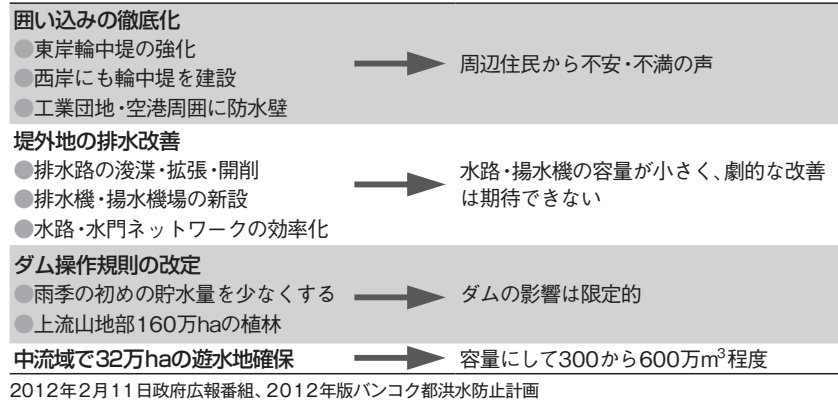 囲い込みの徹底化
●東岸輪中堤の強化
●西岸にも輪中堤を建設
●工業団地・空港周囲に防水壁
周辺住民から不安・不満の声
堤外地の排水改善
●排水路の浚渫・拡張・開削
●排水機・揚水機場の新設
●水路・水門ネットワークの効率化
水路・揚水機の容量が小さく、劇的な改善
は期待できない
ダム操作規則の改定
●雨季の初めの貯水量を少なくする
●上流山地部160万haの植林
ダムの影響は限定的
中流域で32万haの遊水地確保
容量にして300から600万m³程度
2012年2月11日政府広報番組、2012年版バンコク都洪水防止計画